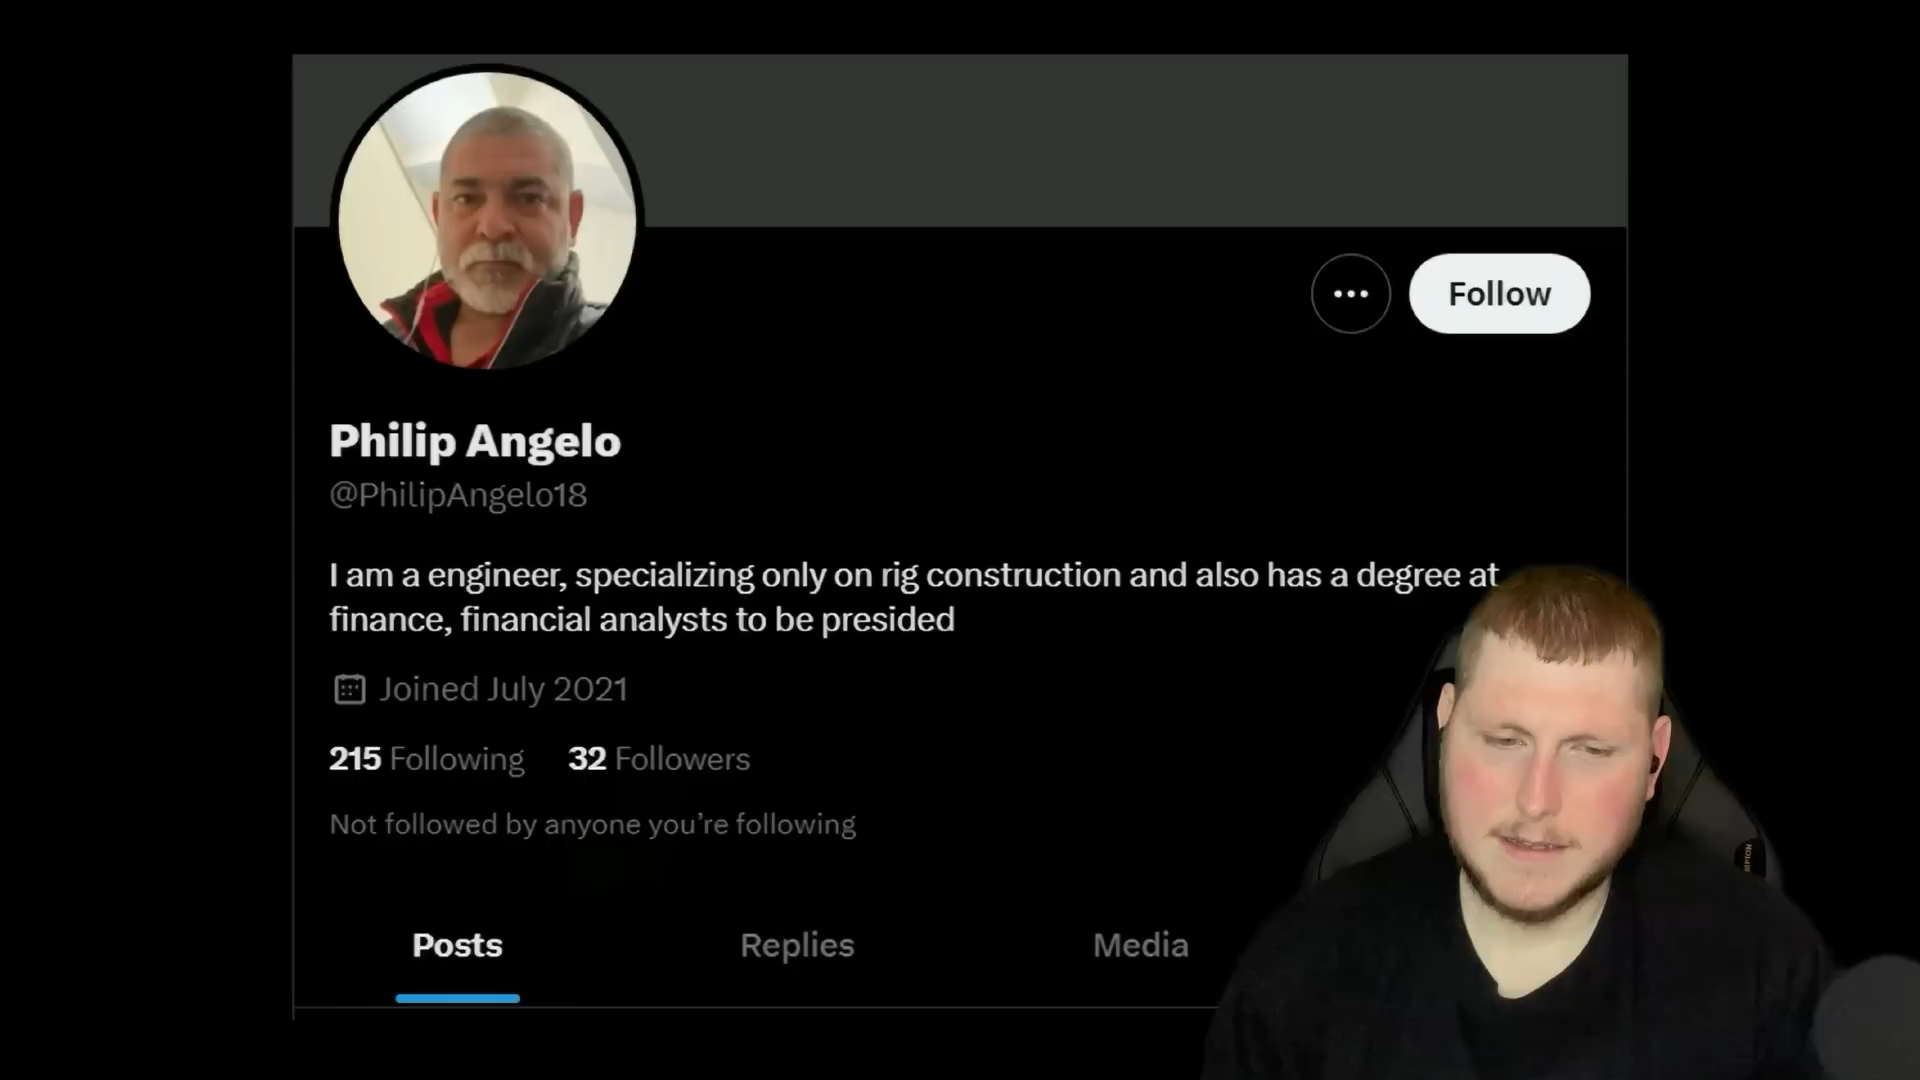 Follow
Philip Angelo
@PhilipAngelo18
I am a engineer, specializing only on rig construction and also has a degree at
finance, financial analysts to be presided
Joined July 2021
215 Following 32 Followers
Not followed by anyone you're following
Posts Replies Media